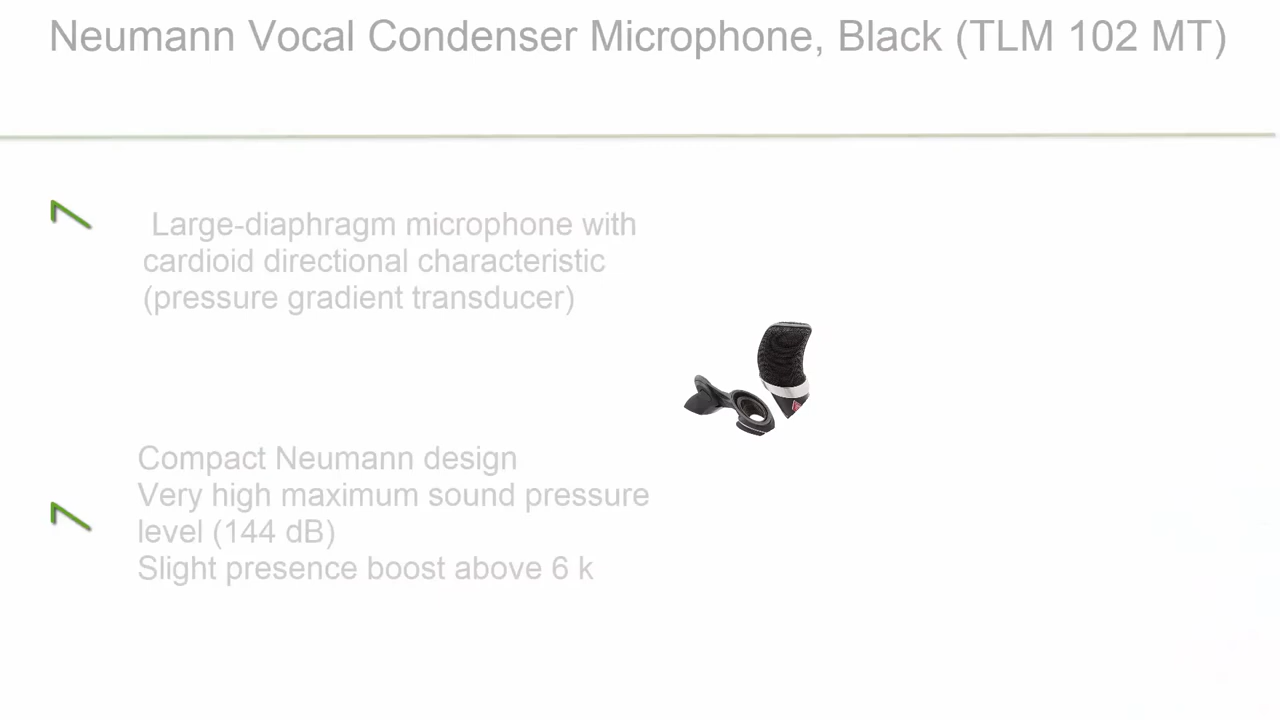 Neumann Vocal Condenser Microphone, Black (TLM 102 MT)
Large-diaphragm microphone with
cardioid directional characteristic
(pressure gradient transducer)
Compact Neumann design
Very high maximum sound pressure
level (144 dB)
Slight presence boost above 6 k